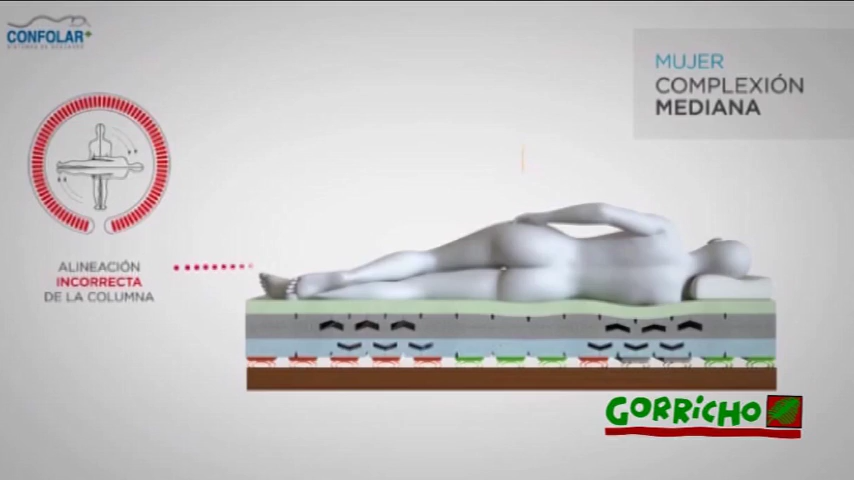 CONFOLAR+
MUJER
COMPLEXIÓN
MEDIANA
ALINEACIÓN
INCORRECTA
DE LA COLUMNA
GORRiCHO